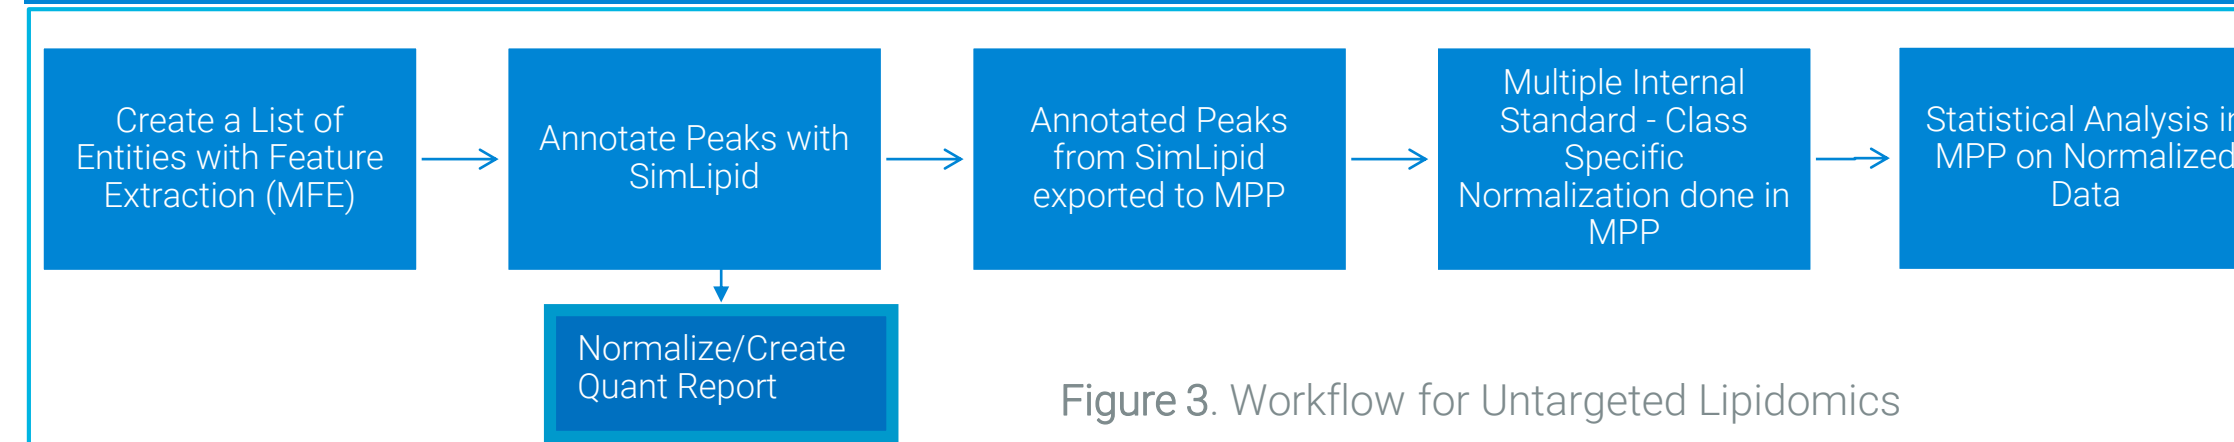 Create a List of
Entities with Feature
Extraction (MFE)
Annotate Peaks with
SimLipid
Annotated Peaks
from SimLipid
exported to MPP
Multiple Internal
Standard - Class
Specific
Normalization done in
MPP
Statistical Analysis in
MPP on Normalized
Data
Normalize/Create
Quant Report
Figure 3. Workflow for Untargeted Lipidomics